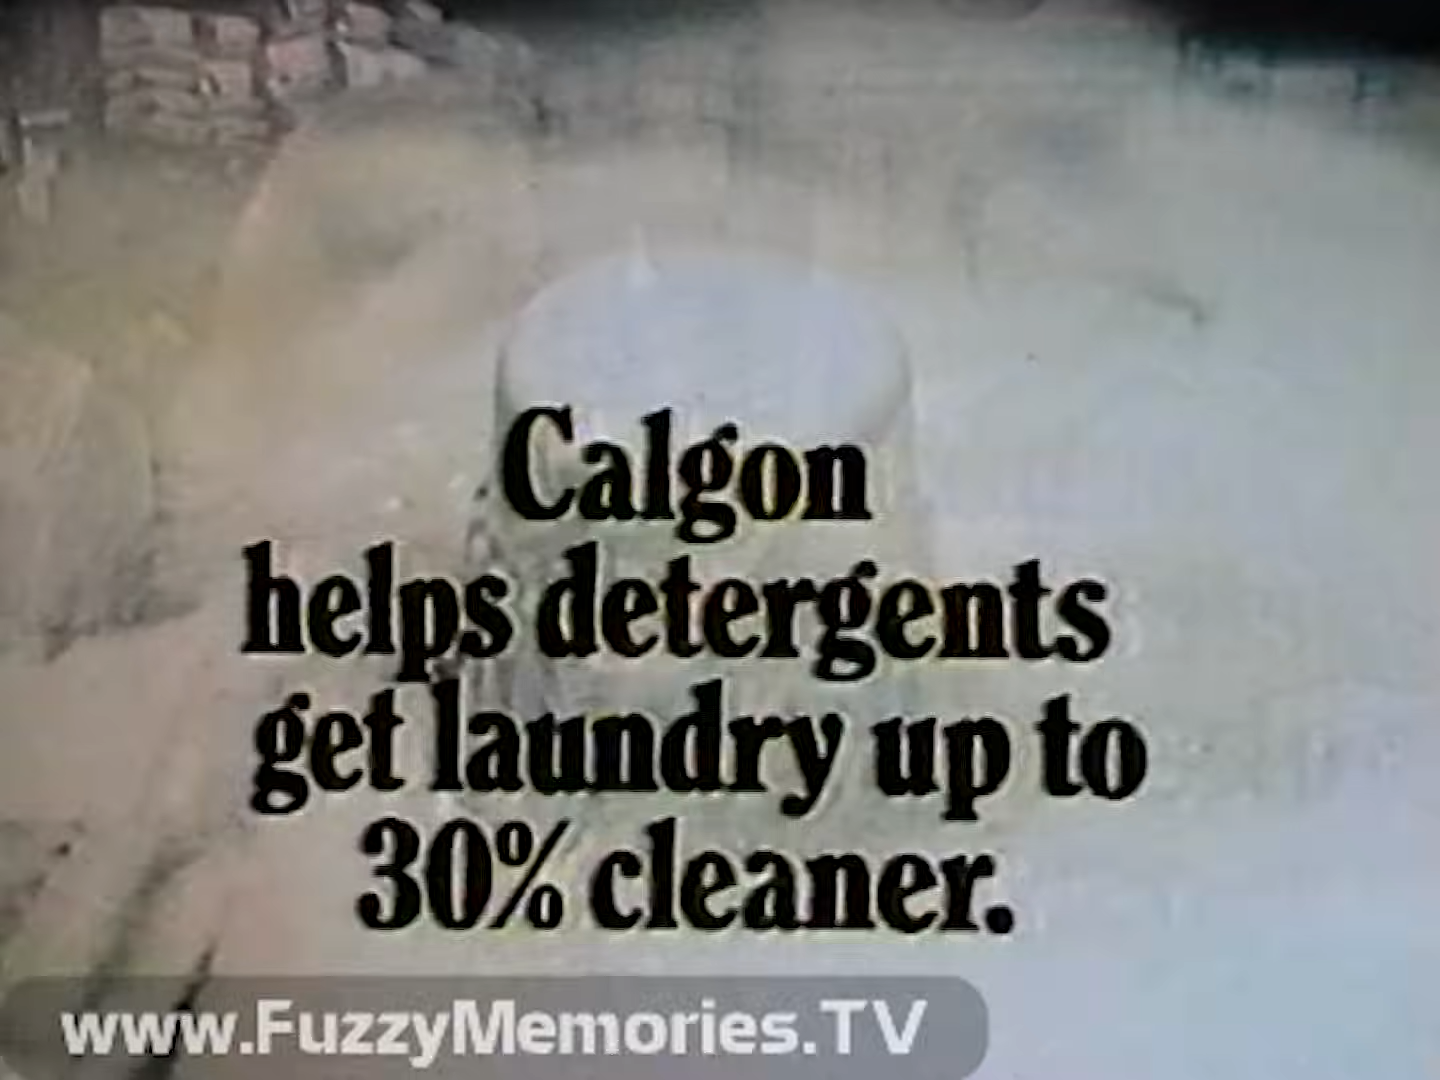 Calgon
helps detergents
get laundry up to
30% cleaner.
www.FuzzyMemories.TV